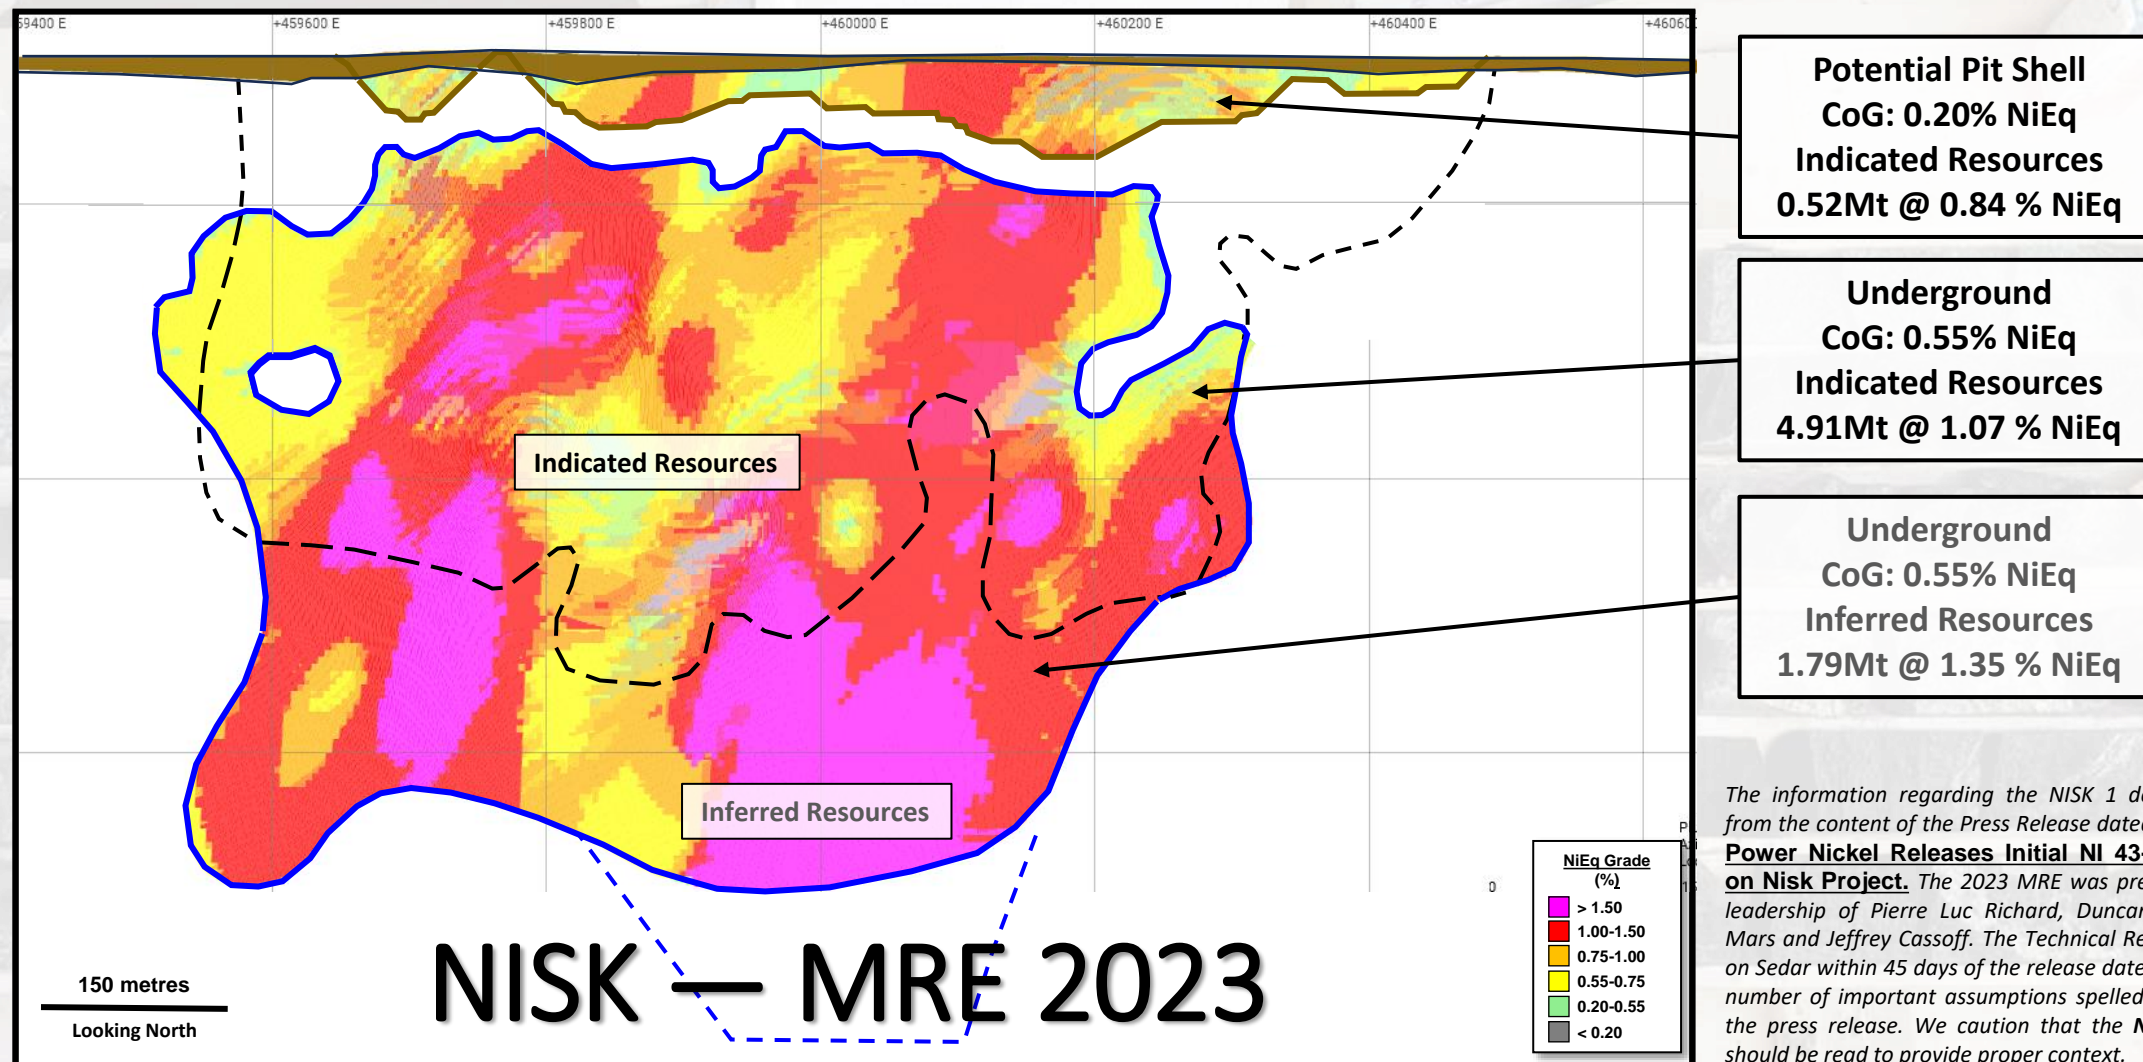 59400 E
+459600 E
+459800 E
+460000 E
+460200 E
+460400 E
Potential Pit Shell
CoG: 0.20% NiEq
Indicated Resources
0.52Mt @ 0.84 % NiEq
Underground
CoG: 0.55% NiEq
Indicated Resources
4.91Mt @ 1.07 % NiEq
Underground
CoG: 0.55% NiEq
Inferred Resources
1.79Mt @ 1.35 % NiEq
Indicated Resources
Inferred Resources
NiEq Grade
(%)
> 1.50
1.00-1.50
0.75-1.00
0.55-0.75
0.20-0.55
< 0.20
0
150 metres
Looking North
NISK — MRE 2023
The information regarding the NISK 1
from the content of the Press Release dated
Power Nickel Releases Initial NI 43-
on Nisk Project. The 2023 MRE was
leadership of Pierre Luc Richard, Duncan
Mars and Jeffrey Cassoff. The Technical
on Sedar within 45 days of the release date
number of important assumptions spelled
the press release. We caution that the
should be read to provide proper context.